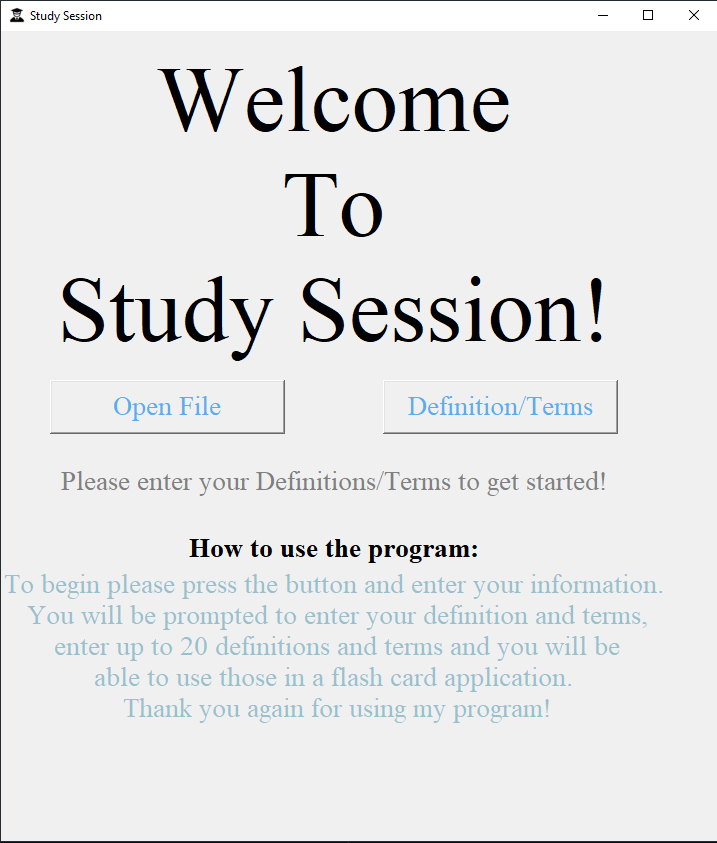 Study Session
Welcome
To
Study Session!
Open File
Definition/Terms
Please enter your Definitions/Terms to get started!
How to use the program:
To begin please press the button and enter your information.
You will be prompted to enter your definition and terms,
enter up to 20 definitions and terms and you will be
able to use those in a flash card application.
Thank you again for using my program!